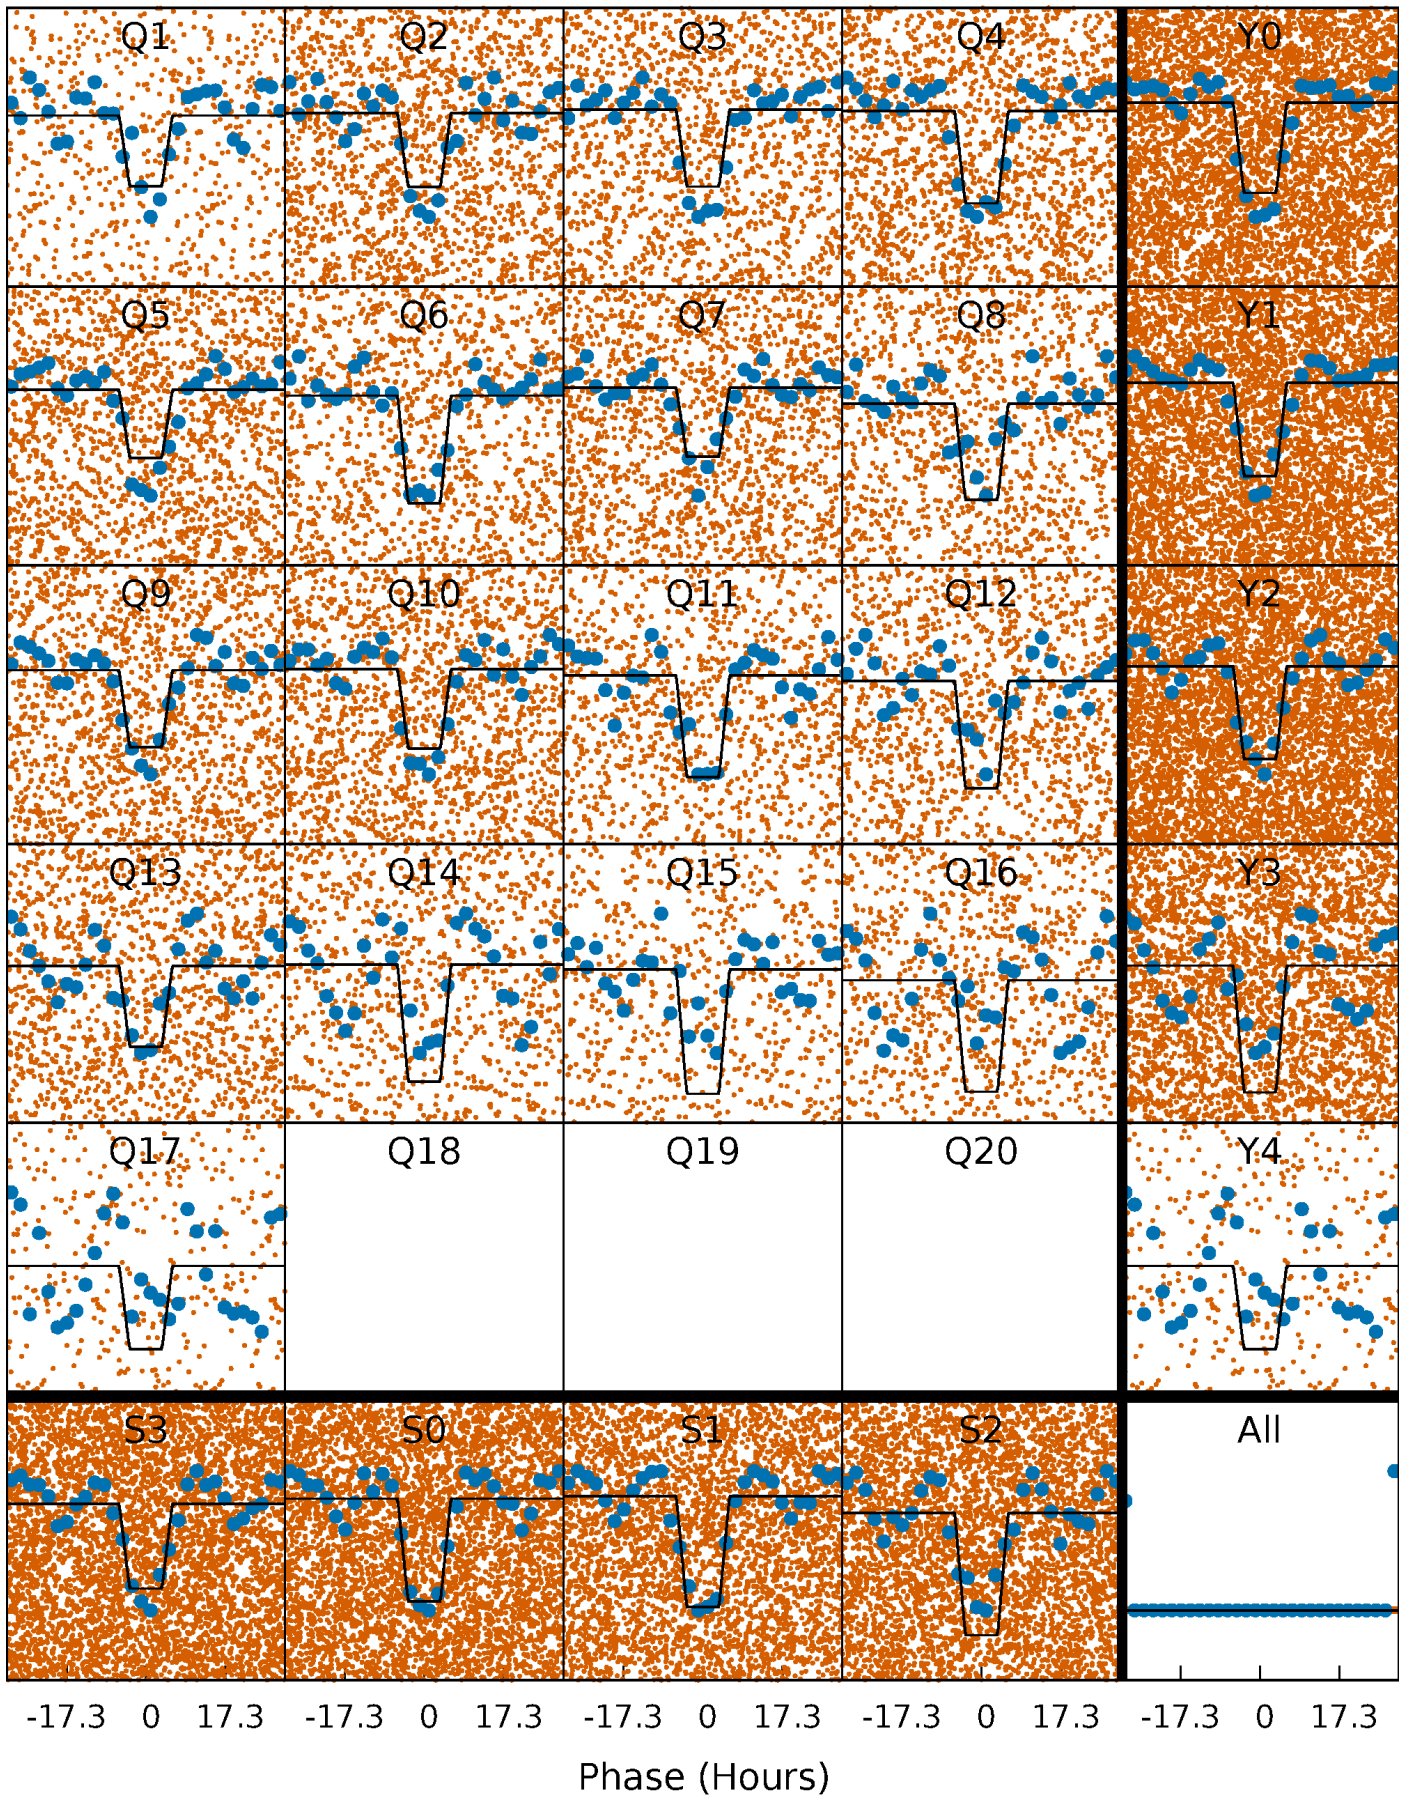 Q1 Q2 Q3 Q4 Y0
Q5 Q6 Q7 Q8 Y1
Q9 Q10 Q11 Q12 Y2
Q13 Q14 Q15 Q16 Y3
Q17 Q18 Q19 Q20 Y4
S3 S0 S1 S2 All
-17.3 0 17.3 -17.3 0 17.3 -17.3 0 17.3 -17.3 0 17.3 -17.3 0 17.3
Phase (Hours)